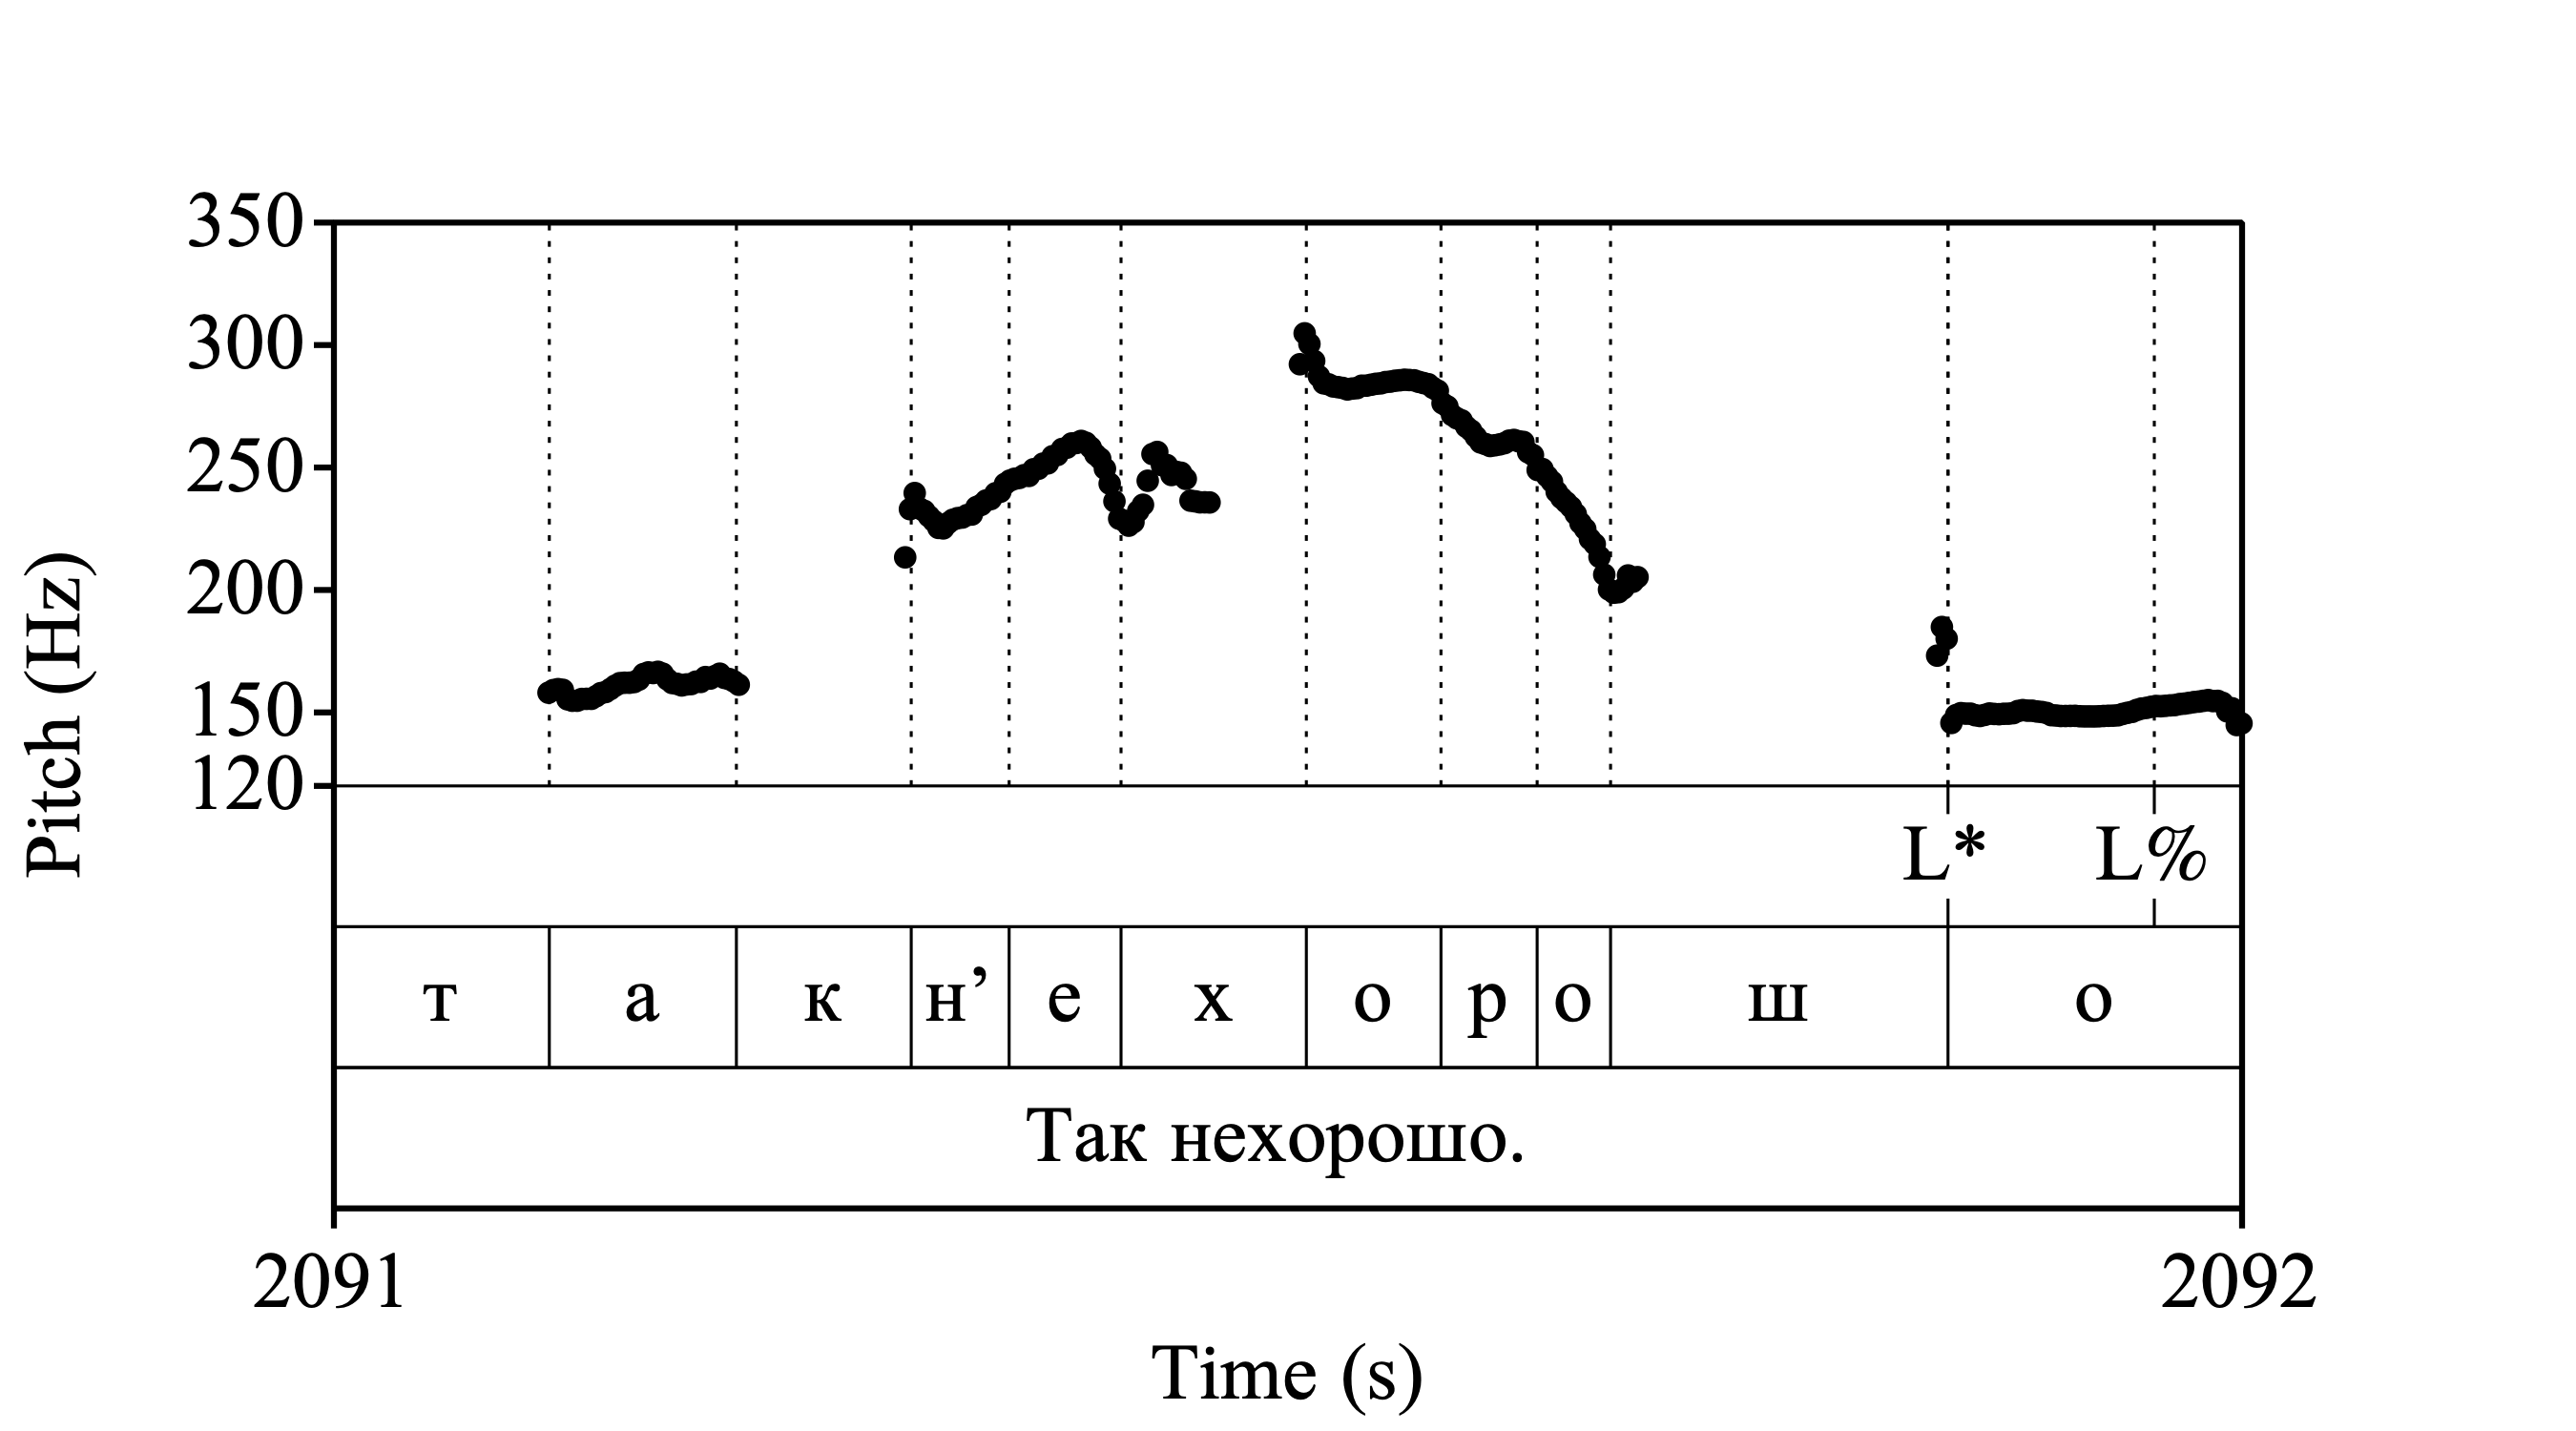 350
300
250
200
150
120
Pitch (Hz)
L* L%
т а к н’ е х о р о ш о
Так нехорошо.
2091 2092
Time (s)